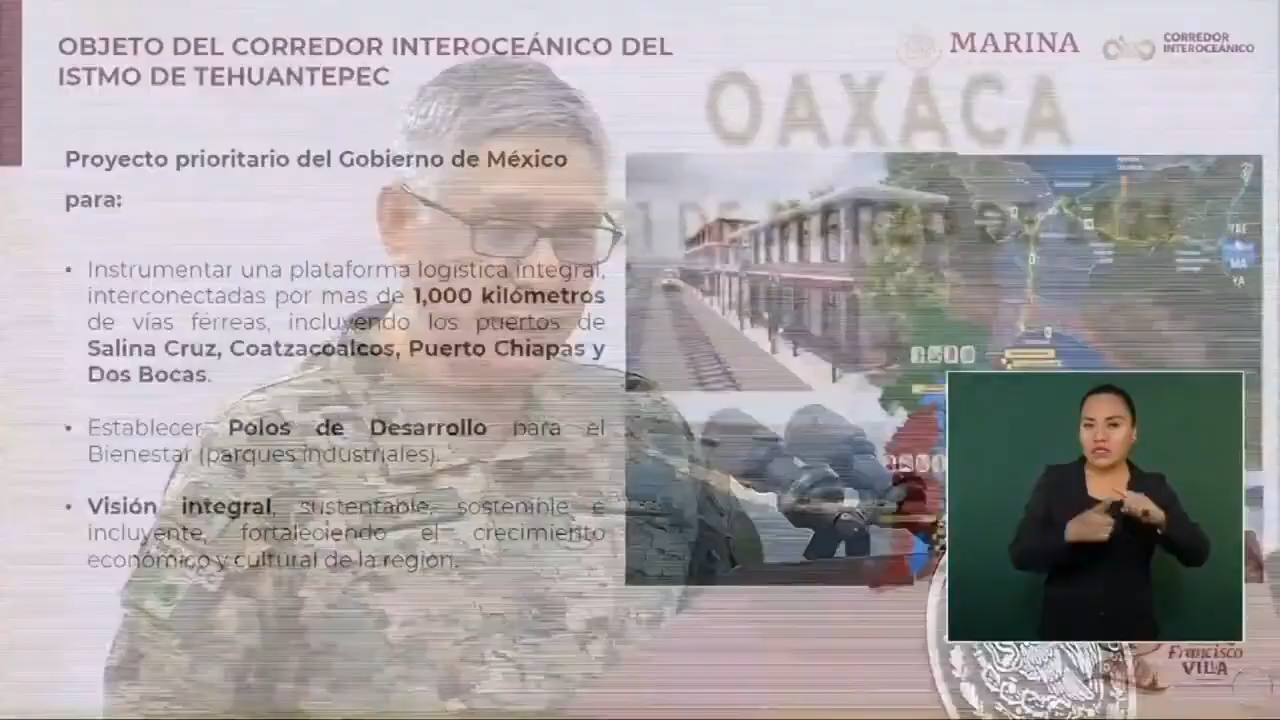 OBJETO DEL CORREDOR INTEROCEÁNICO DEL
ISTMO DE TEHUANTEPEC
MARINA
CORREDOR
INTEROCEÁNICO
OAXACA
Proyecto prioritario del Gobierno de México
para:
• Instrumentar una plataforma logística integral,
interconectadas por mas de 1,000 kilómetros
de vías férreas, incluyendo los puertos de
Salina Cruz, Coatzacoalcos, Puerto Chiapas y
Dos Bocas.
• Establecer Polos de Desarrollo para el
Bienestar (parques industriales).
• Visión integral, sustentable, sostenible e
incluyente, fortaleciendo el crecimiento
económico y cultural de la región.
Francisco
VILLA